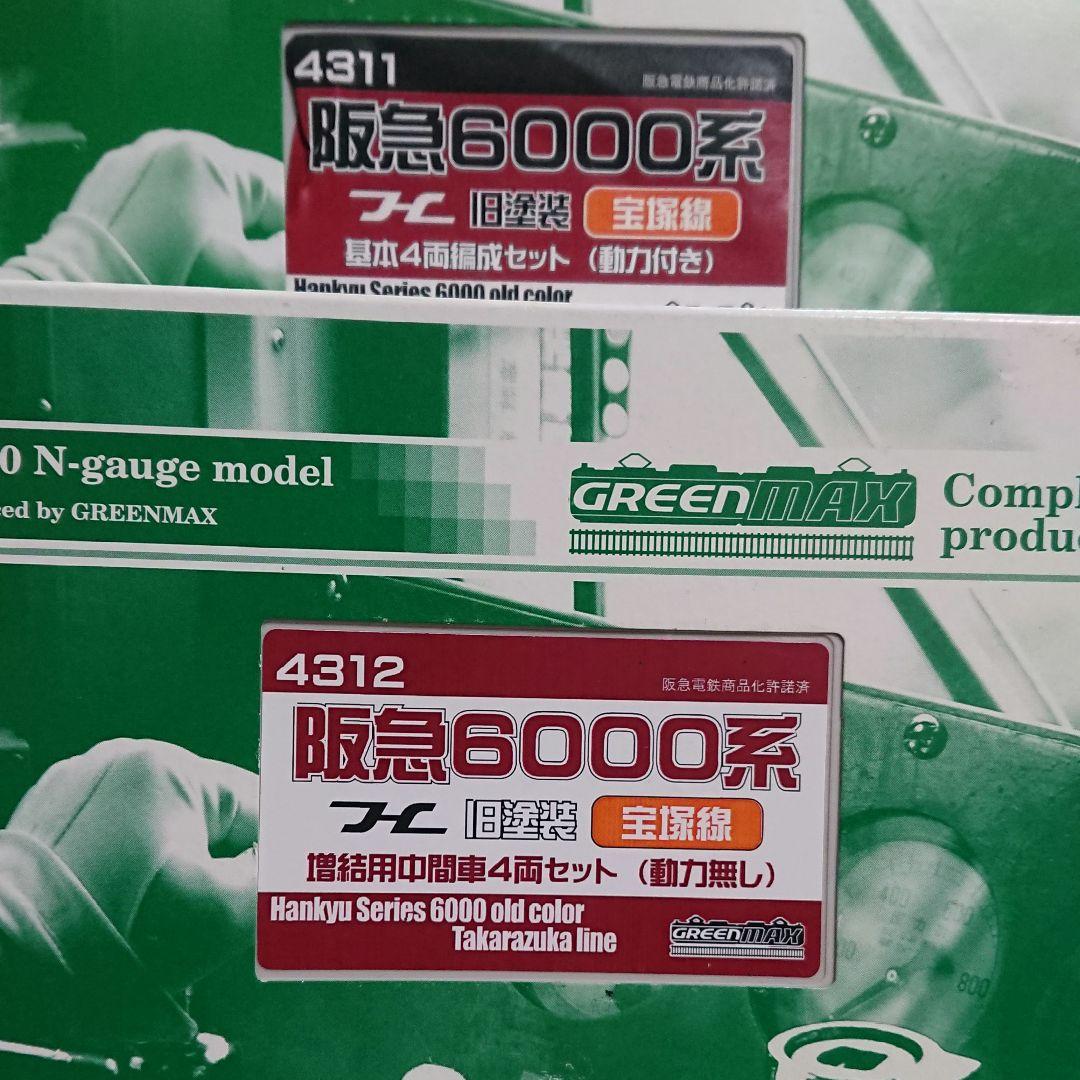 4311
阪急電鉄商品化許諾済
阪急6000系
旧塗装 宝塚線
基本4両編成セット（動力付き）
Hankyu Series 6000 old color
0 N-gauge model
ced by GREENMAX
GREENMAX
Compl
produc
4312
阪急電鉄商品化許諾済
阪急6000系
旧塗装 宝塚線
増結用中間車4両セット（動力無し）
Hankyu Series 6000 old color
Takarazuka line
GREENMAX
800